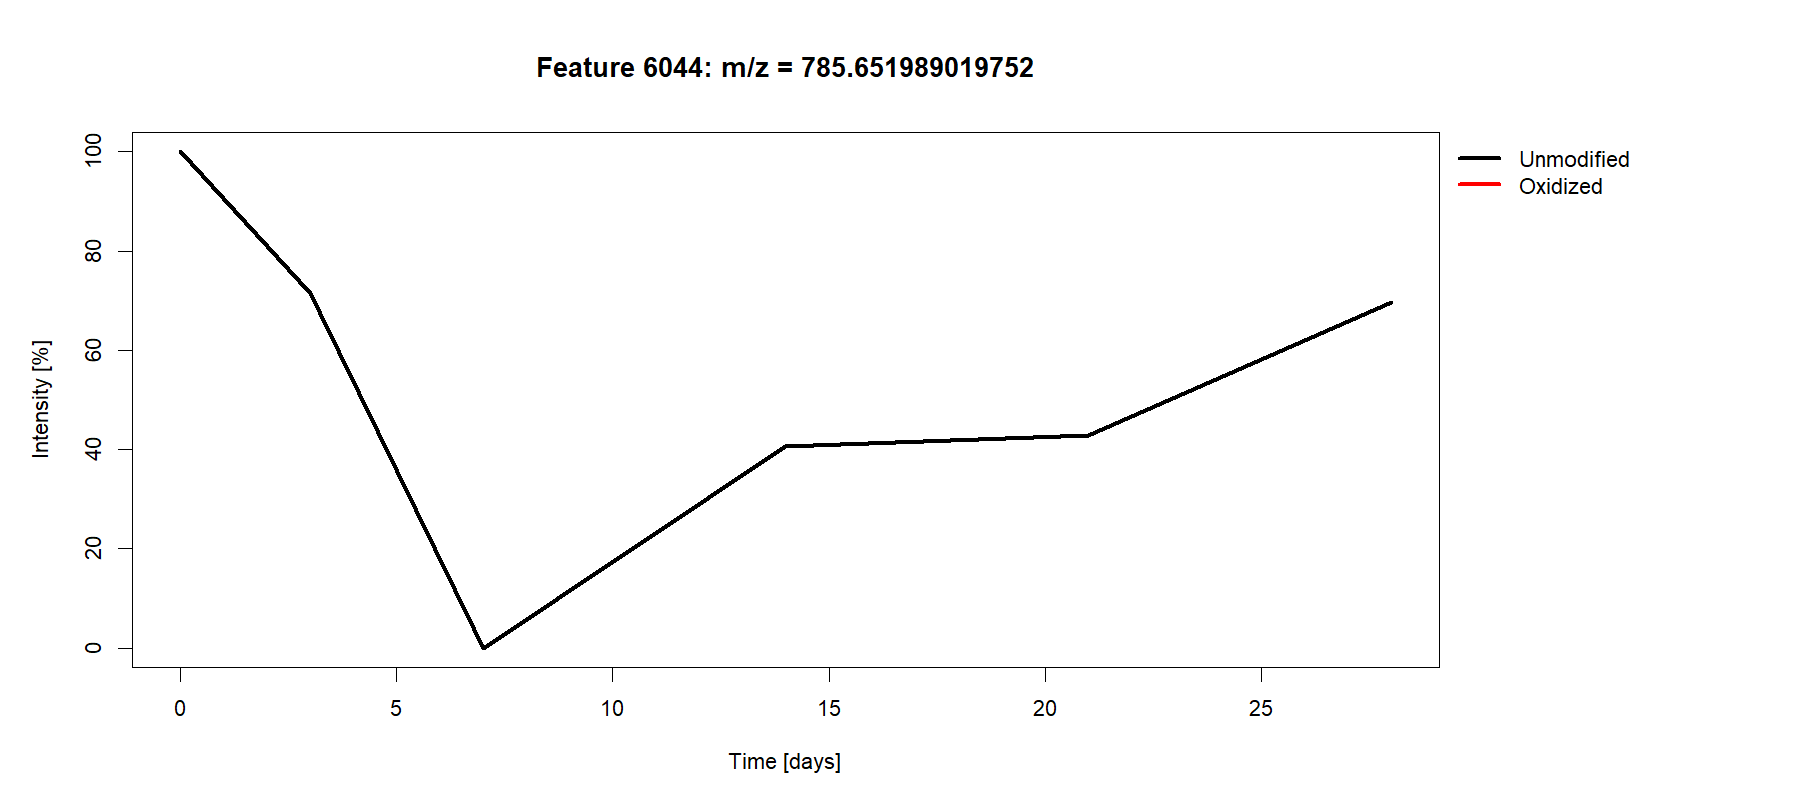 Feature 6044: m/z = 785.651989019752
Unmodified
Oxidized
100
80
60
40
20
0
Intensity [%]
0 5 10 15 20 25
Time [days]